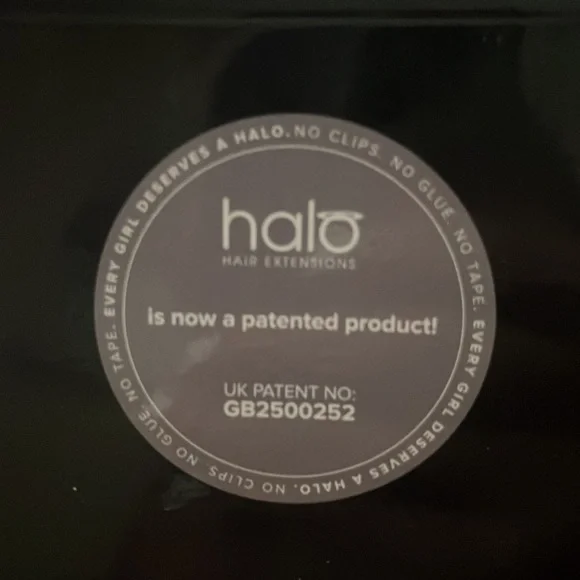 EVERY GIRL DESERVES A HALO. NO CLIPS. NO GLUE. NO TAPE. EVERY GIRL DESERVES A HALO. NO CLIPS. NO GLUE. NO TAPE.
halo
HAIR EXTENSIONS
is now a patented product!
UK PATENT NO:
GB2500252